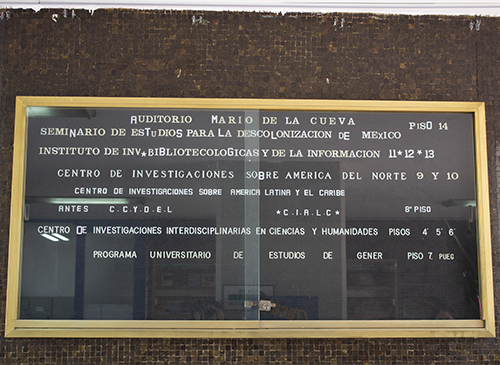 AUDITORIO MARIO DE LA CUEVA PISO 14
SEMINARIO DE ESTUDIOS PARA LA DESCOLONIZACION DE MEXICO
INSTITUTO DE INV*BIBLIOTECOLOGICAS Y DE LA INFORMACION 11*12*13
CENTRO DE INVESTIGACIONES SOBRE AMERICA DEL NORTE 9 Y 10
CENTRO DE INVESTIGACIONES SOBRE AMERICA LATINA Y EL CARIBE
ANTES C.C.Y.D.E.L *C.I.A.L.C* 8º PISO
CENTRO DE INVESTIGACIONES INTERDISCIPLINARIAS EN CIENCIAS Y HUMANIDADES PISOS 4´ 5´ 6´
PROGRAMA UNIVERSITARIO DE ESTUDIOS DE GENER PISO 7 PUEG